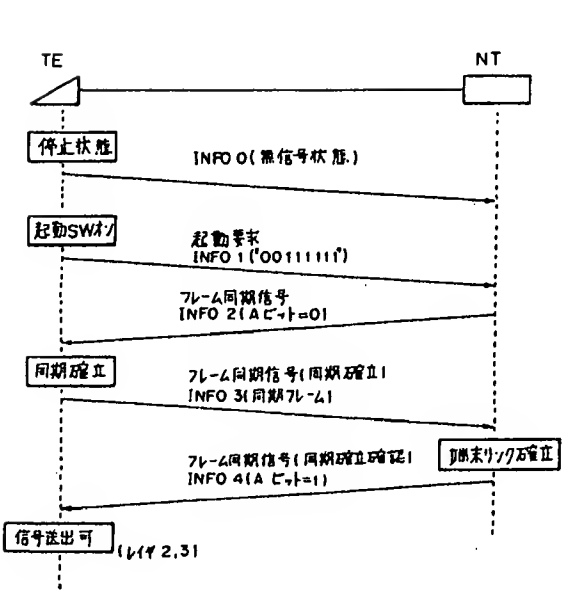 TE
NT
停止状態
INFO 0(無信号状態)
起動SWオン
起動要求
INFO 1("00111111")
フレーム同期信号
INFO 2(Aビット=0)
同期確立
フレーム同期信号(同期確立)
INFO 3(同期フレーム)
端末リンク確立
フレーム同期信号(同期確立確認)
INFO 4(Aビット=1)
信号送出可
(レイヤ2,3)